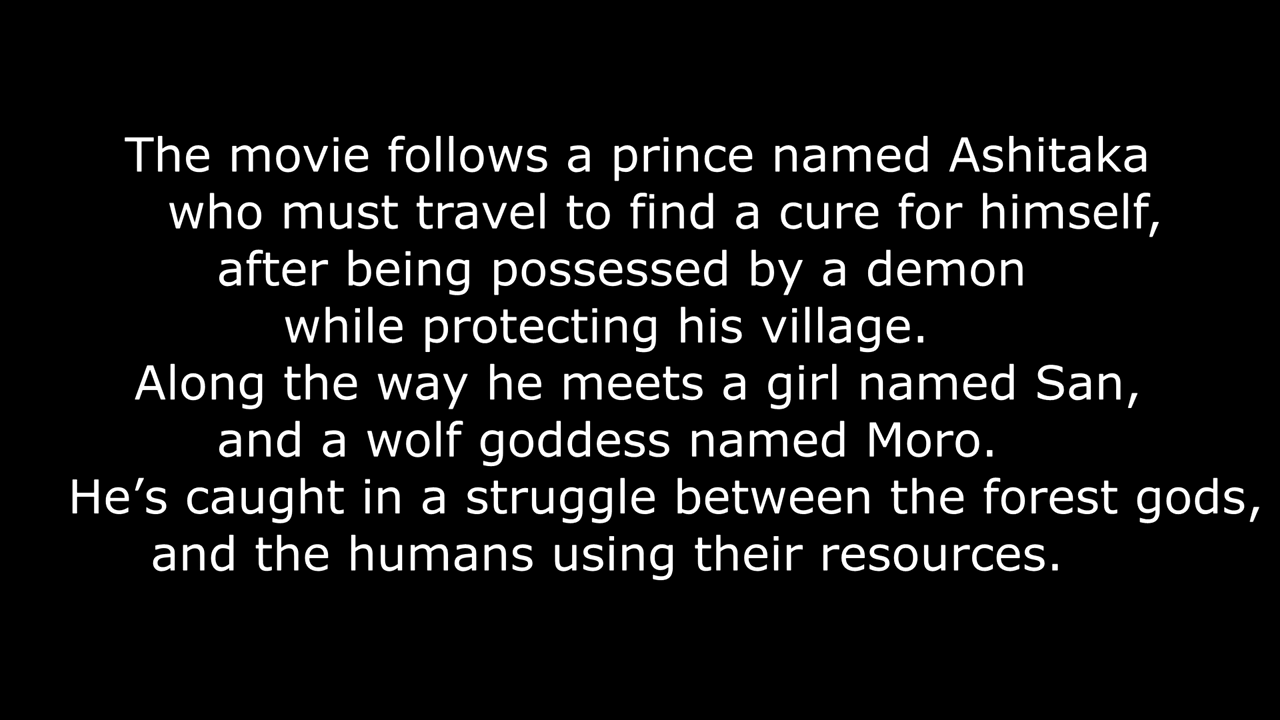 The movie follows a prince named Ashitaka
who must travel to find a cure for himself,
after being possessed by a demon
while protecting his village.
Along the way he meets a girl named San,
and a wolf goddess named Moro.
He’s caught in a struggle between the forest gods,
and the humans using their resources.